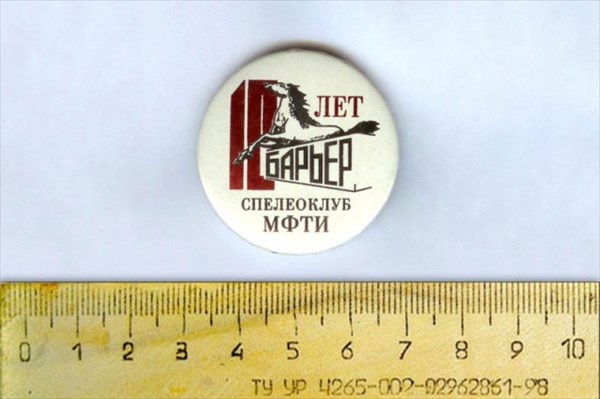 10 ЛЕТ
БАРЬЕР
СПЕЛЕОКЛУБ
МФТИ
0 1 2 3 4 5 6 7 8 9 10
ТУ УР 4265-002-02962861-98